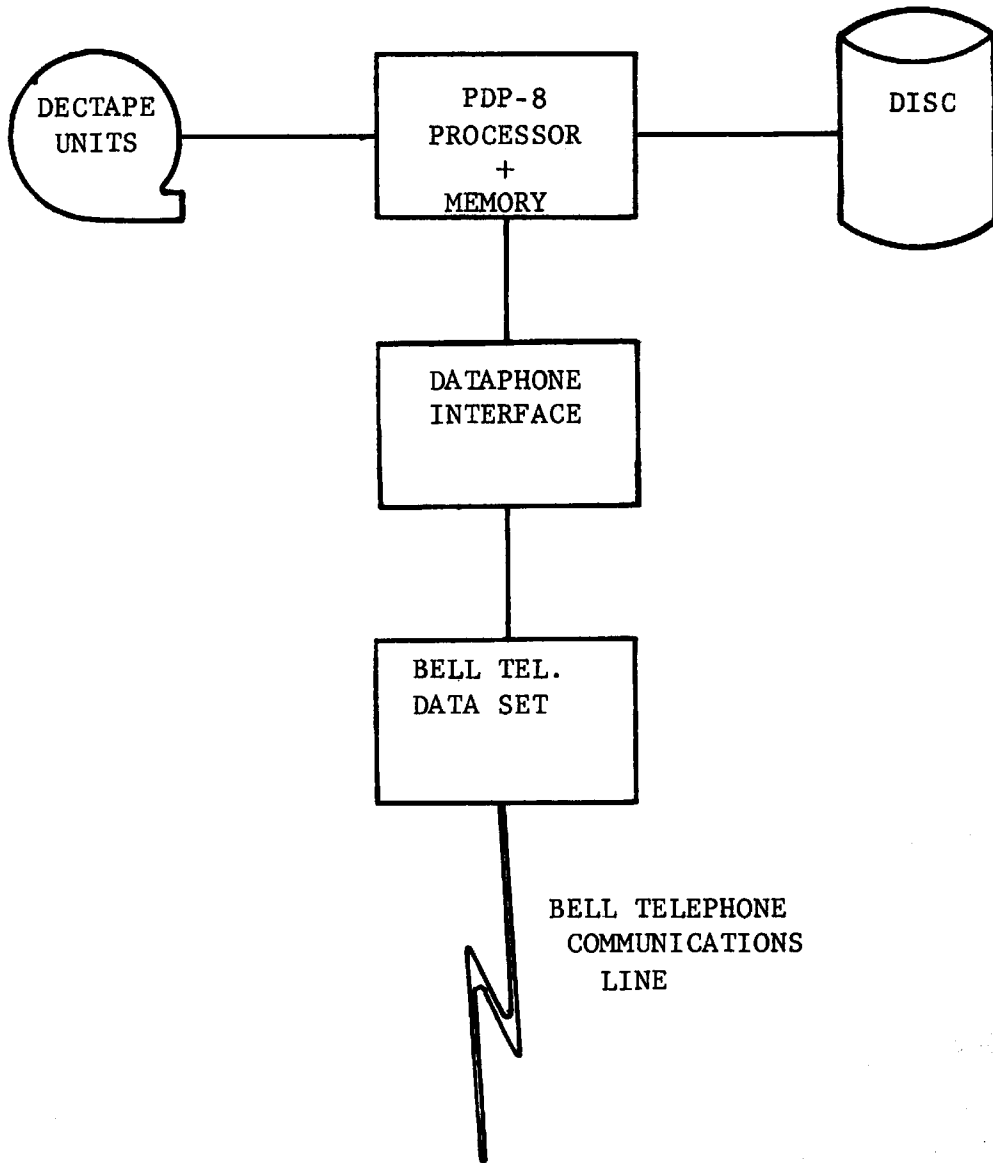 DECTAPE
UNITS
PDP-8
PROCESSOR
+
MEMORY
DISC
DATAPHONE
INTERFACE
BELL TEL.
DATA SET
BELL TELEPHONE
COMMUNICATIONS
LINE